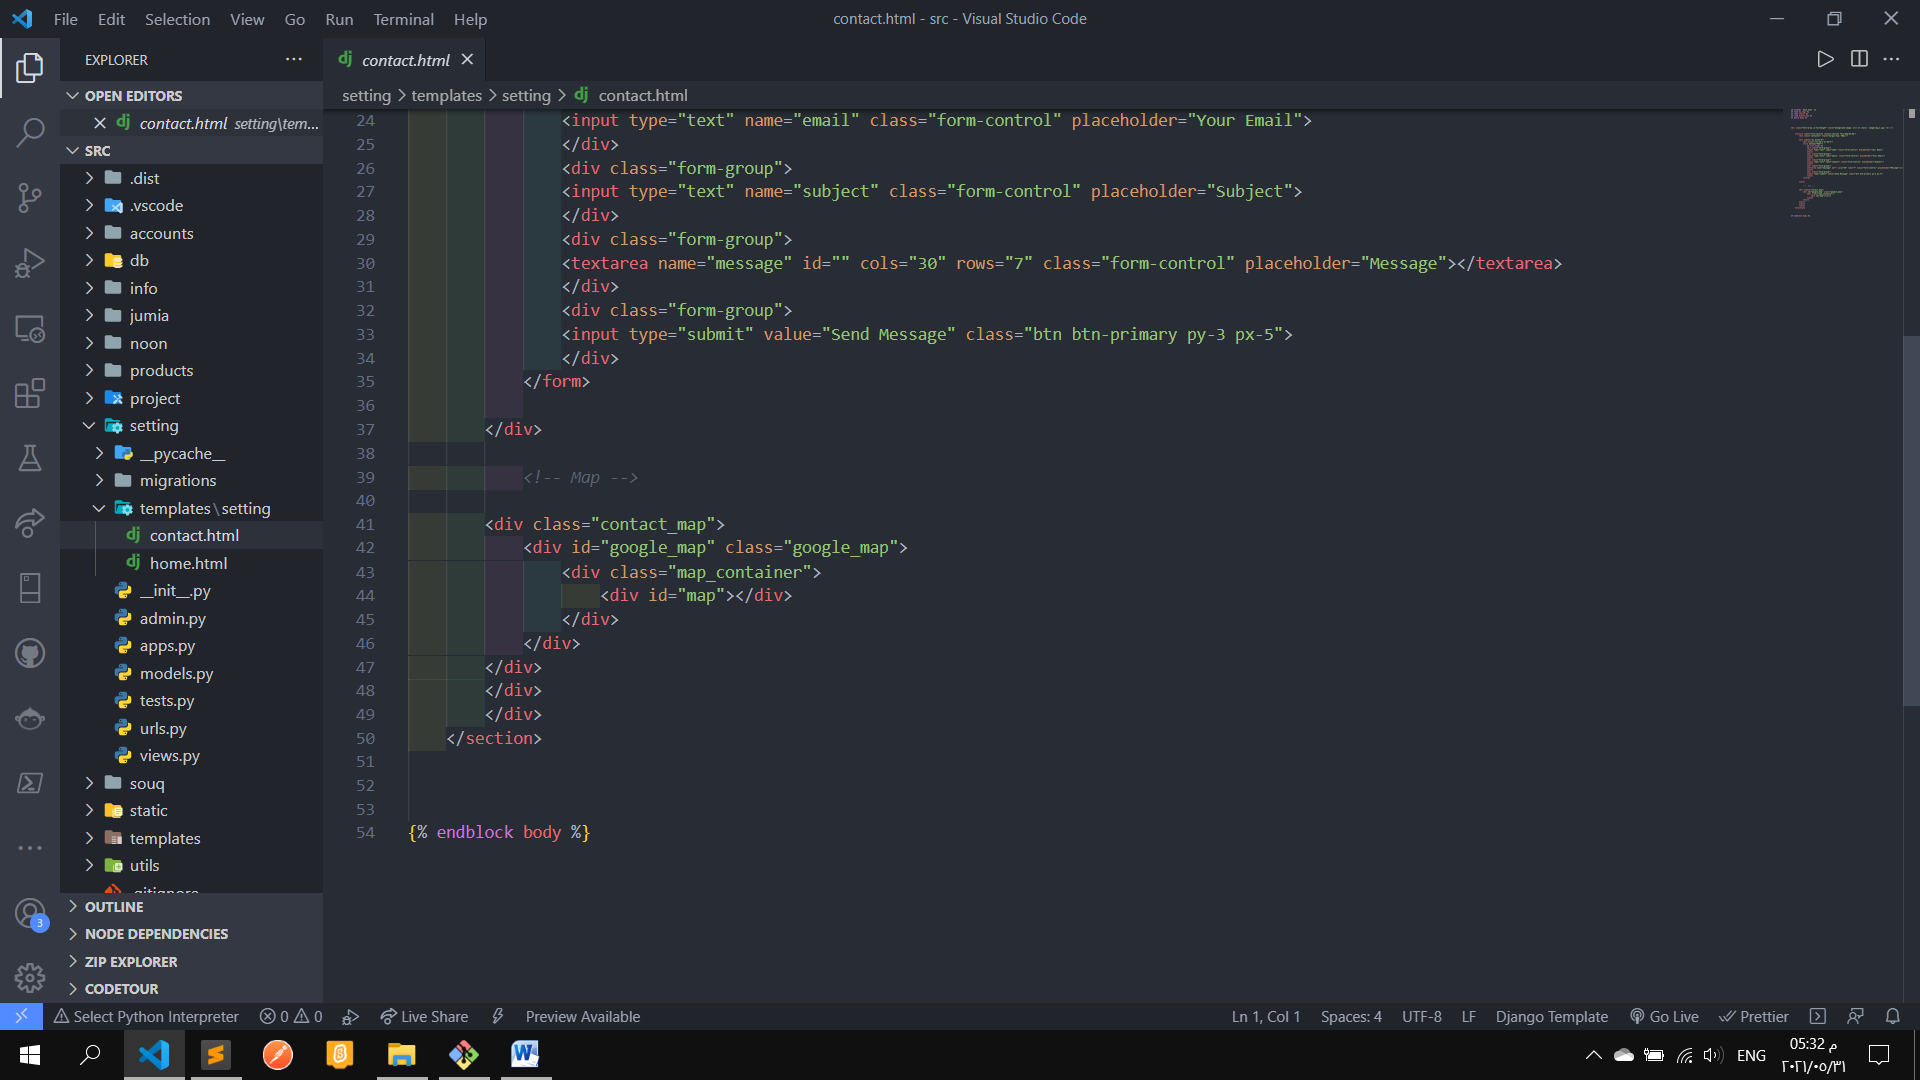 File Edit Selection View Go Run Terminal Help
contact.html - src - Visual Studio Code
EXPLORER
contact.html
OPEN EDITORS
contact.html setting\tem...
SRC
.dist
.vscode
accounts
db
info
jumia
noon
products
project
setting
__pycache__
migrations
templates\setting
contact.html
home.html
__init__.py
admin.py
apps.py
models.py
tests.py
urls.py
views.py
souq
static
templates
utils
.gitignore
OUTLINE
NODE DEPENDENCIES
ZIP EXPLORER
CODETOUR
3
setting > templates > setting > contact.html
24 <input type="text" name="email" class="form-control" placeholder="Your Email">
25 </div>
26 <div class="form-group">
27 <input type="text" name="subject" class="form-control" placeholder="Subject">
28 </div>
29 <div class="form-group">
30 <textarea name="message" id="" cols="30" rows="7" class="form-control" placeholder="Message"></textarea>
31 </div>
32 <div class="form-group">
33 <input type="submit" value="Send Message" class="btn btn-primary py-3 px-5">
34 </div>
35 </form>
36
37 </div>
38
39 <!-- Map -->
40
41 <div class="contact_map">
42 <div id="google_map" class="google_map">
43 <div class="map_container">
44 <div id="map"></div>
45 </div>
46 </div>
47 </div>
48 </div>
49 </div>
50 </section>
51
52
53
54 {% endblock body %}
Select Python Interpreter 0 0 Live Share Preview Available Ln 1, Col 1 Spaces: 4 UTF-8 LF Django Template Go Live Prettier
ENG
05:32 م
٢٠٢١/٠٥/٣١